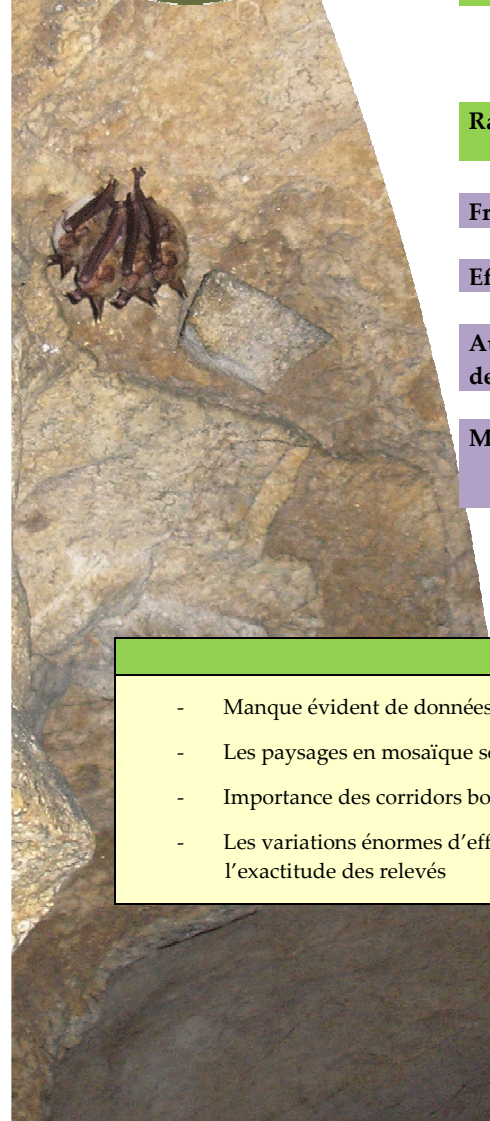 Ra
Fr
Ef
Au
de
M
- Manque évident de données
- Les paysages en mosaïque s
- Importance des corridors bo
- Les variations énormes d'eff
l'exactitude des relevés